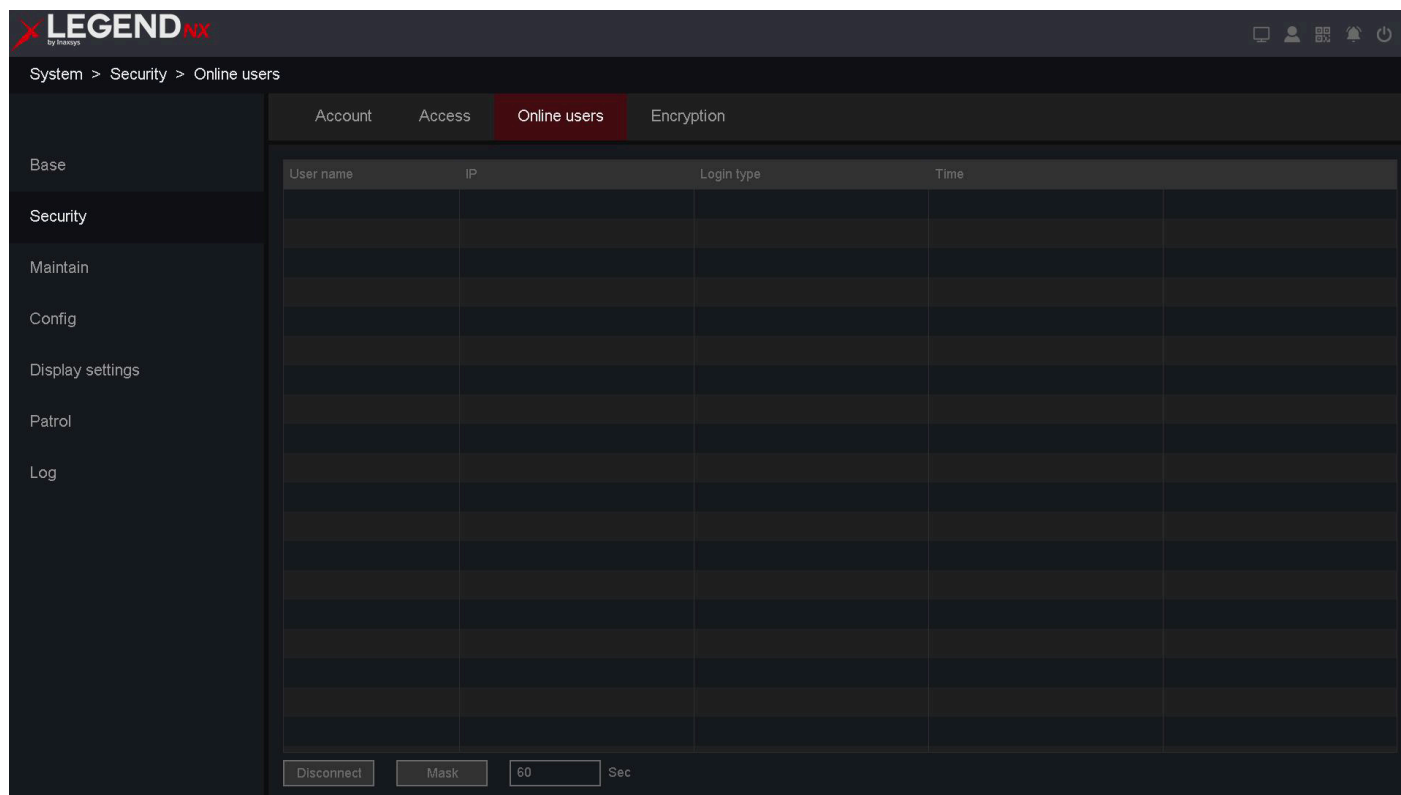 XLEGEND NX
by Inaxsys
System > Security > Online users
Account Access Online users Encryption
Base
Security
Maintain
Config
Display settings
Patrol
Log
User name IP Login type Time
Disconnect Mask 60 Sec